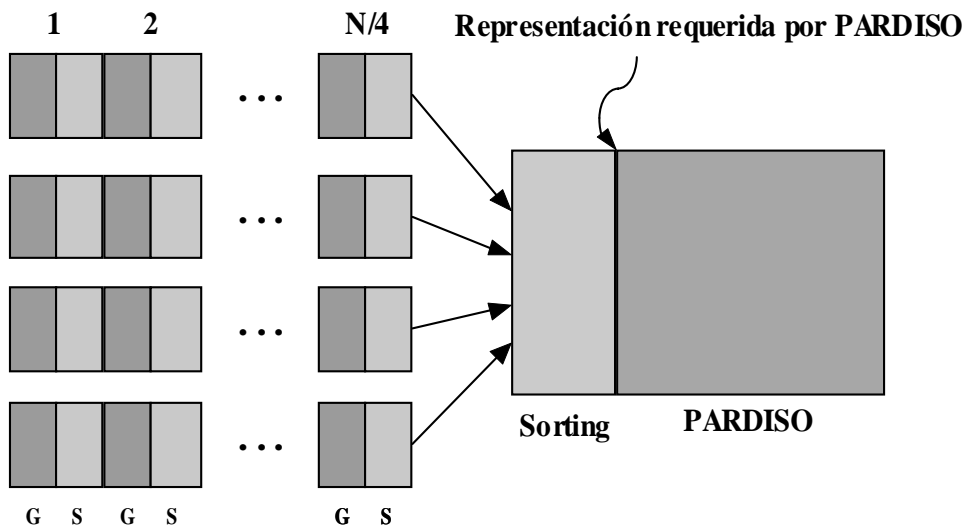 1 2 N/4 Representación requerida por PARDISO
• • •
• • •
• • •
• • •
Sorting PARDISO
G S G S G S